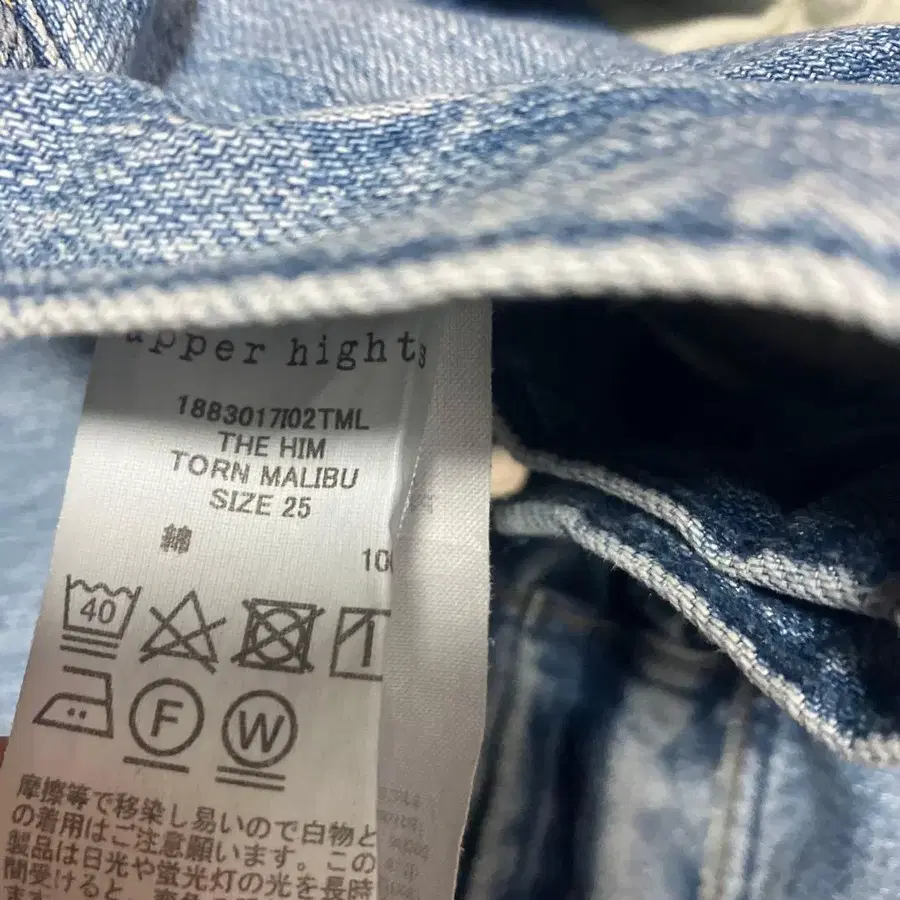 upper hights
1883017I02TML
THE HIM
TORN MALIBU
SIZE 25
綿 10
40
F W
摩擦等で移染し易いので白物と
の着用はご注意願います。この
製品は日光や蛍光灯の光を長時
間受けると、